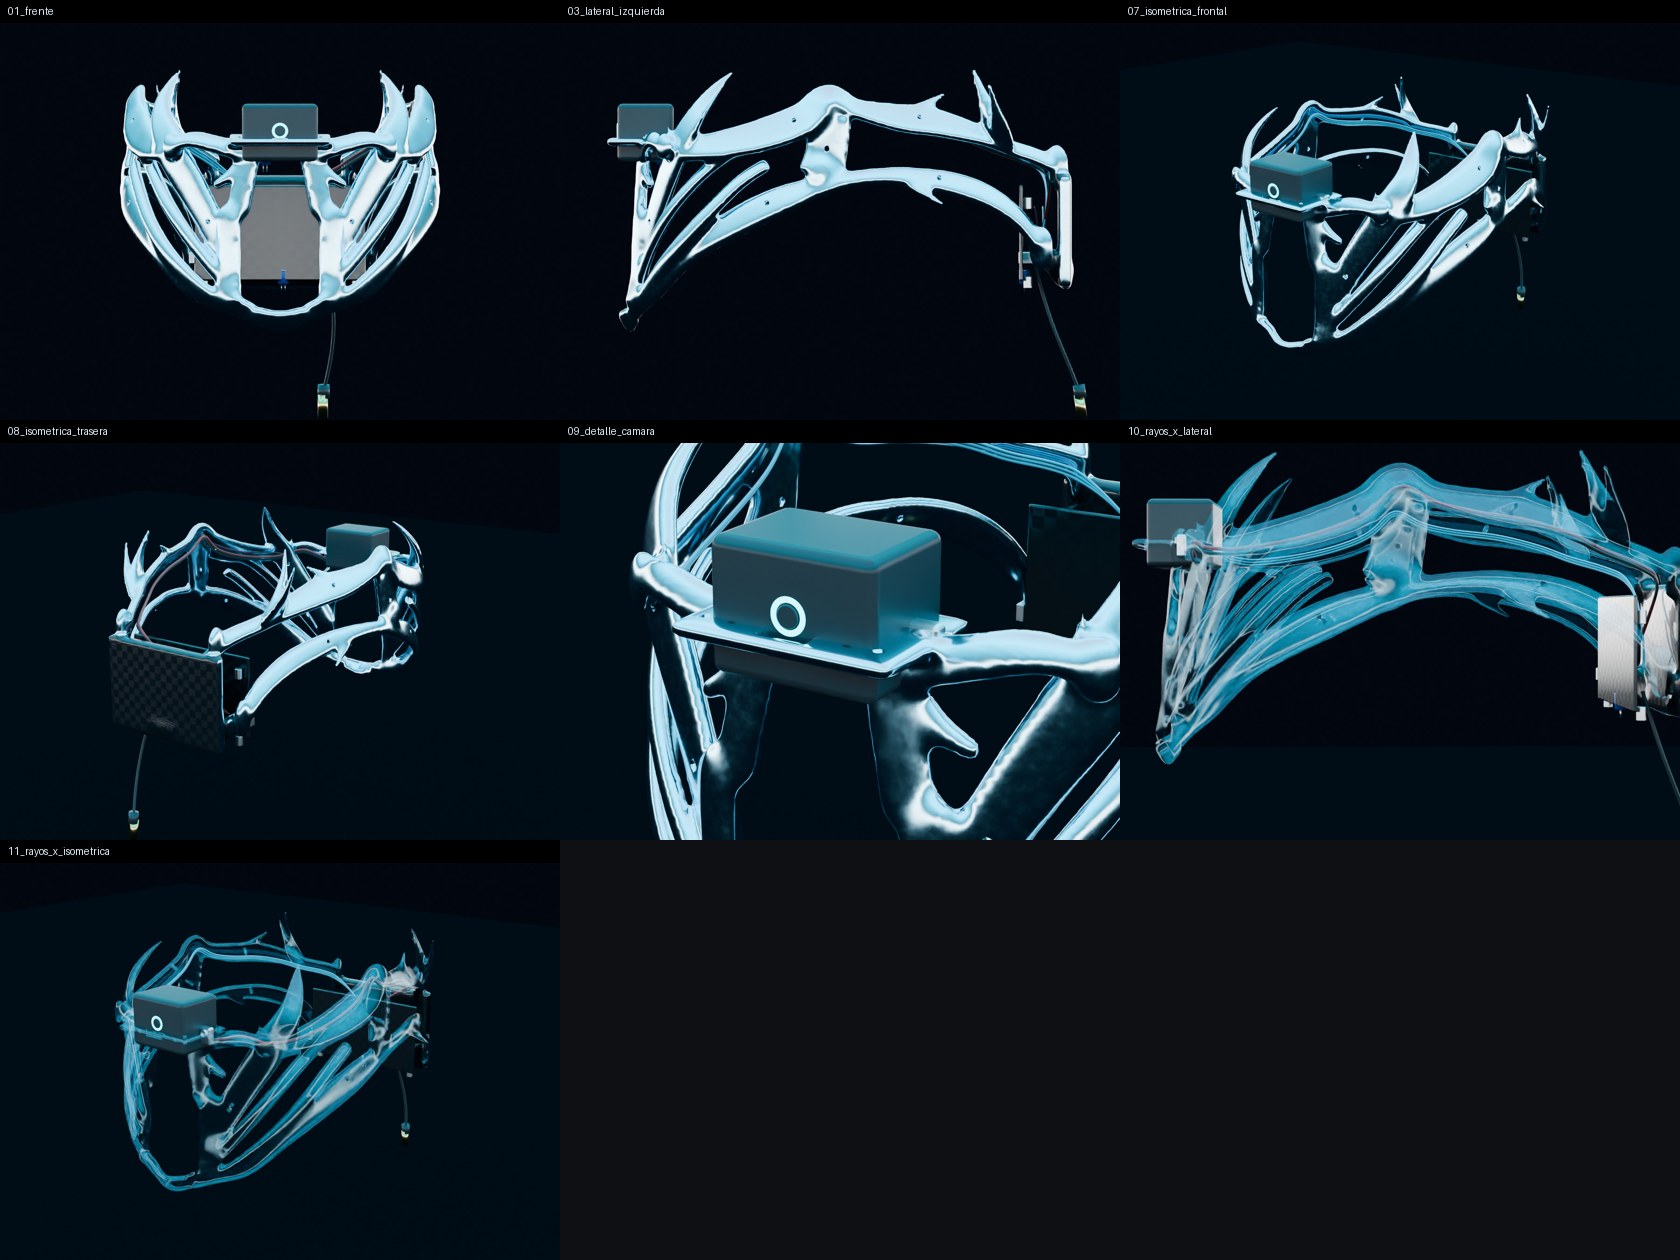 01_frente
03_lateral_izquierda
07_isometrica_frontal
08_isometrica_trasera
09_detalle_camara
10_rayos_x_lateral
11_rayos_x_isometrica